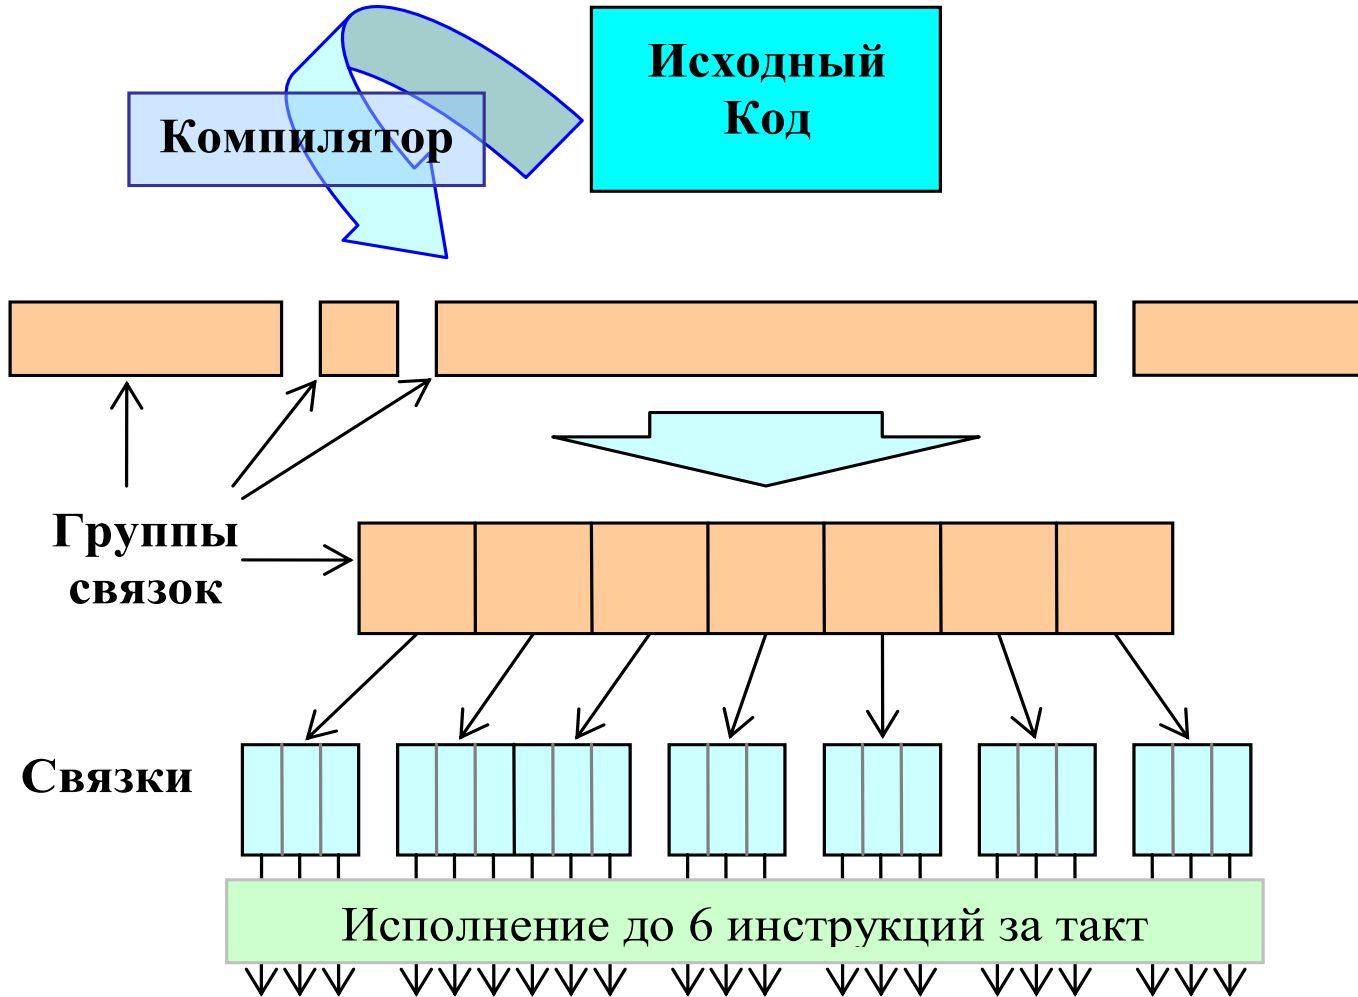 Исходный
Код
Компилятор
Группы
связок
Связки
Исполнение до 6 инструкций за такт